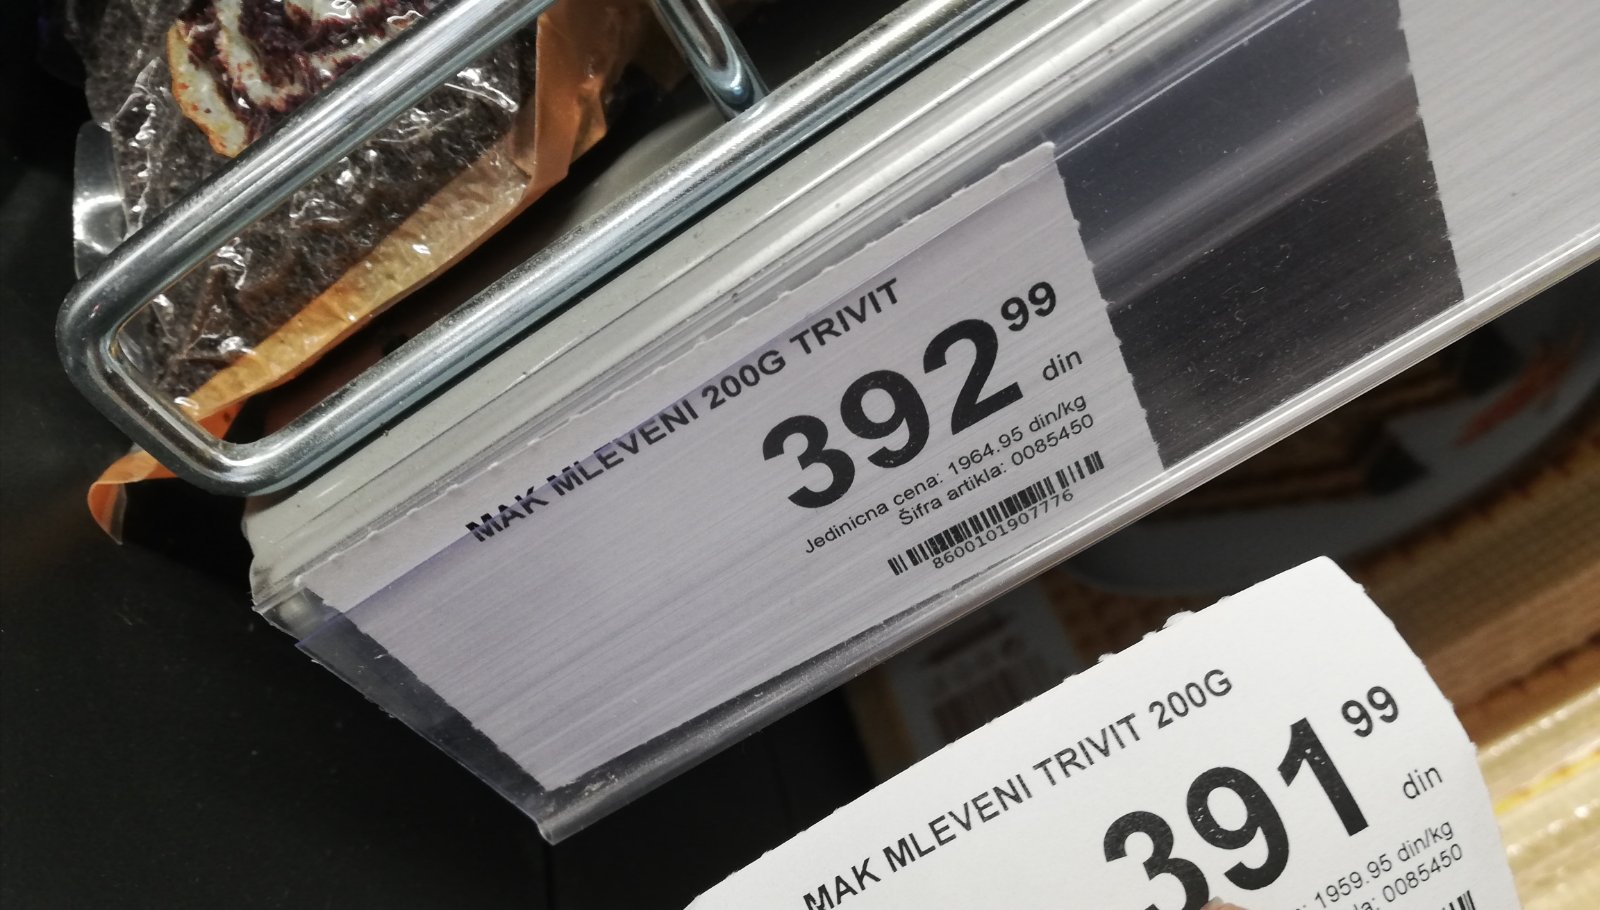 MAK MLEVENI 200G TRIVIT
392 99
din
Jedinicna cena: 1964.95 din/kg
Šifra artikla: 0085450
8600101907776
MAK MLEVENI TRIVIT 200G
391 99
din
1959.95 din/kg
0085450